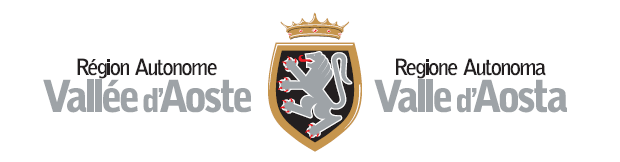 Région Autonome
Vallée d'Aoste
Regione Autonoma
Valle d'Aosta